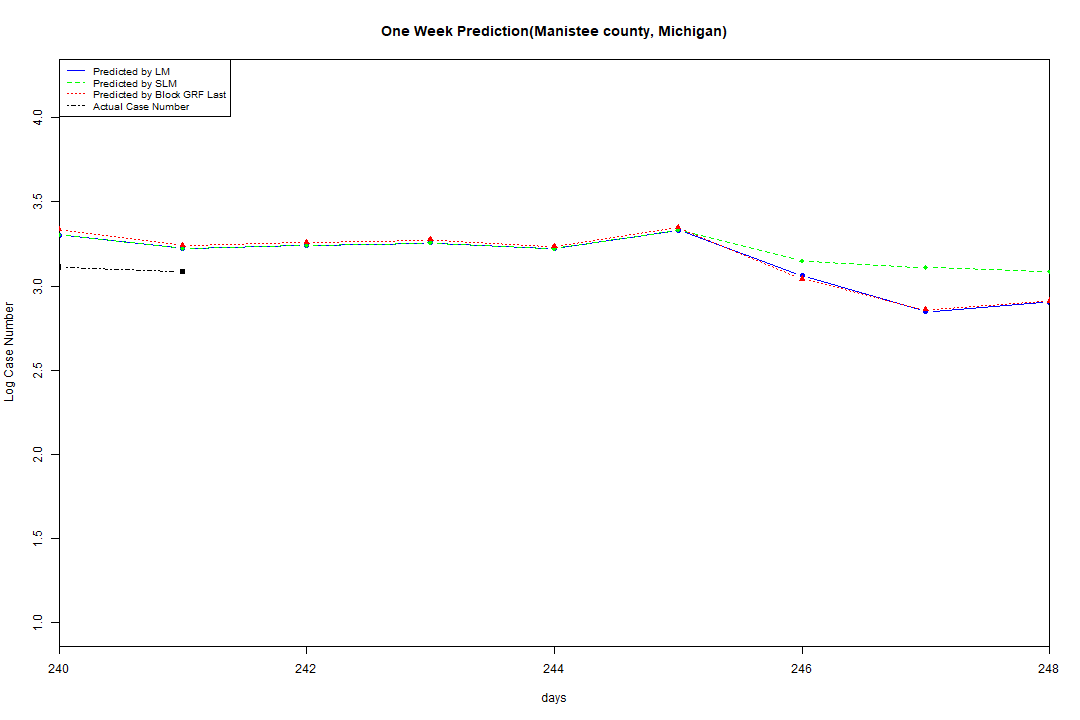 One Week Prediction(Manistee county, Michigan)
Predicted by LM
Predicted by SLM
Predicted by Block GRF Last
Actual Case Number
4.0
3.5
3.0
2.5
2.0
1.5
1.0
Log Case Number
240
242
244
246
248
days